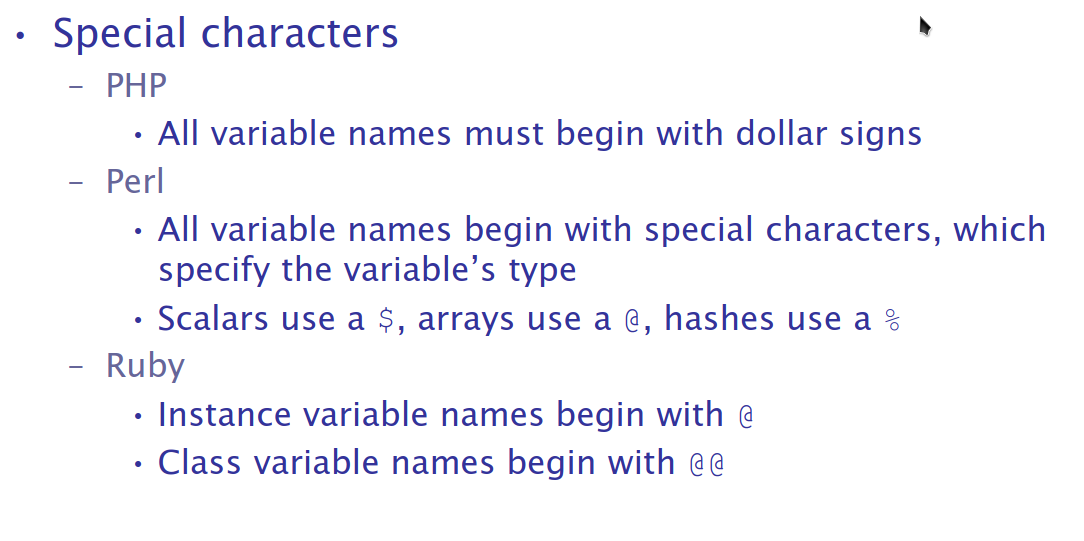 • Special characters
– PHP
• All variable names must begin with dollar signs
– Perl
• All variable names begin with special characters, which
specify the variable’s type
• Scalars use a $, arrays use a @, hashes use a %
– Ruby
• Instance variable names begin with @
• Class variable names begin with @@